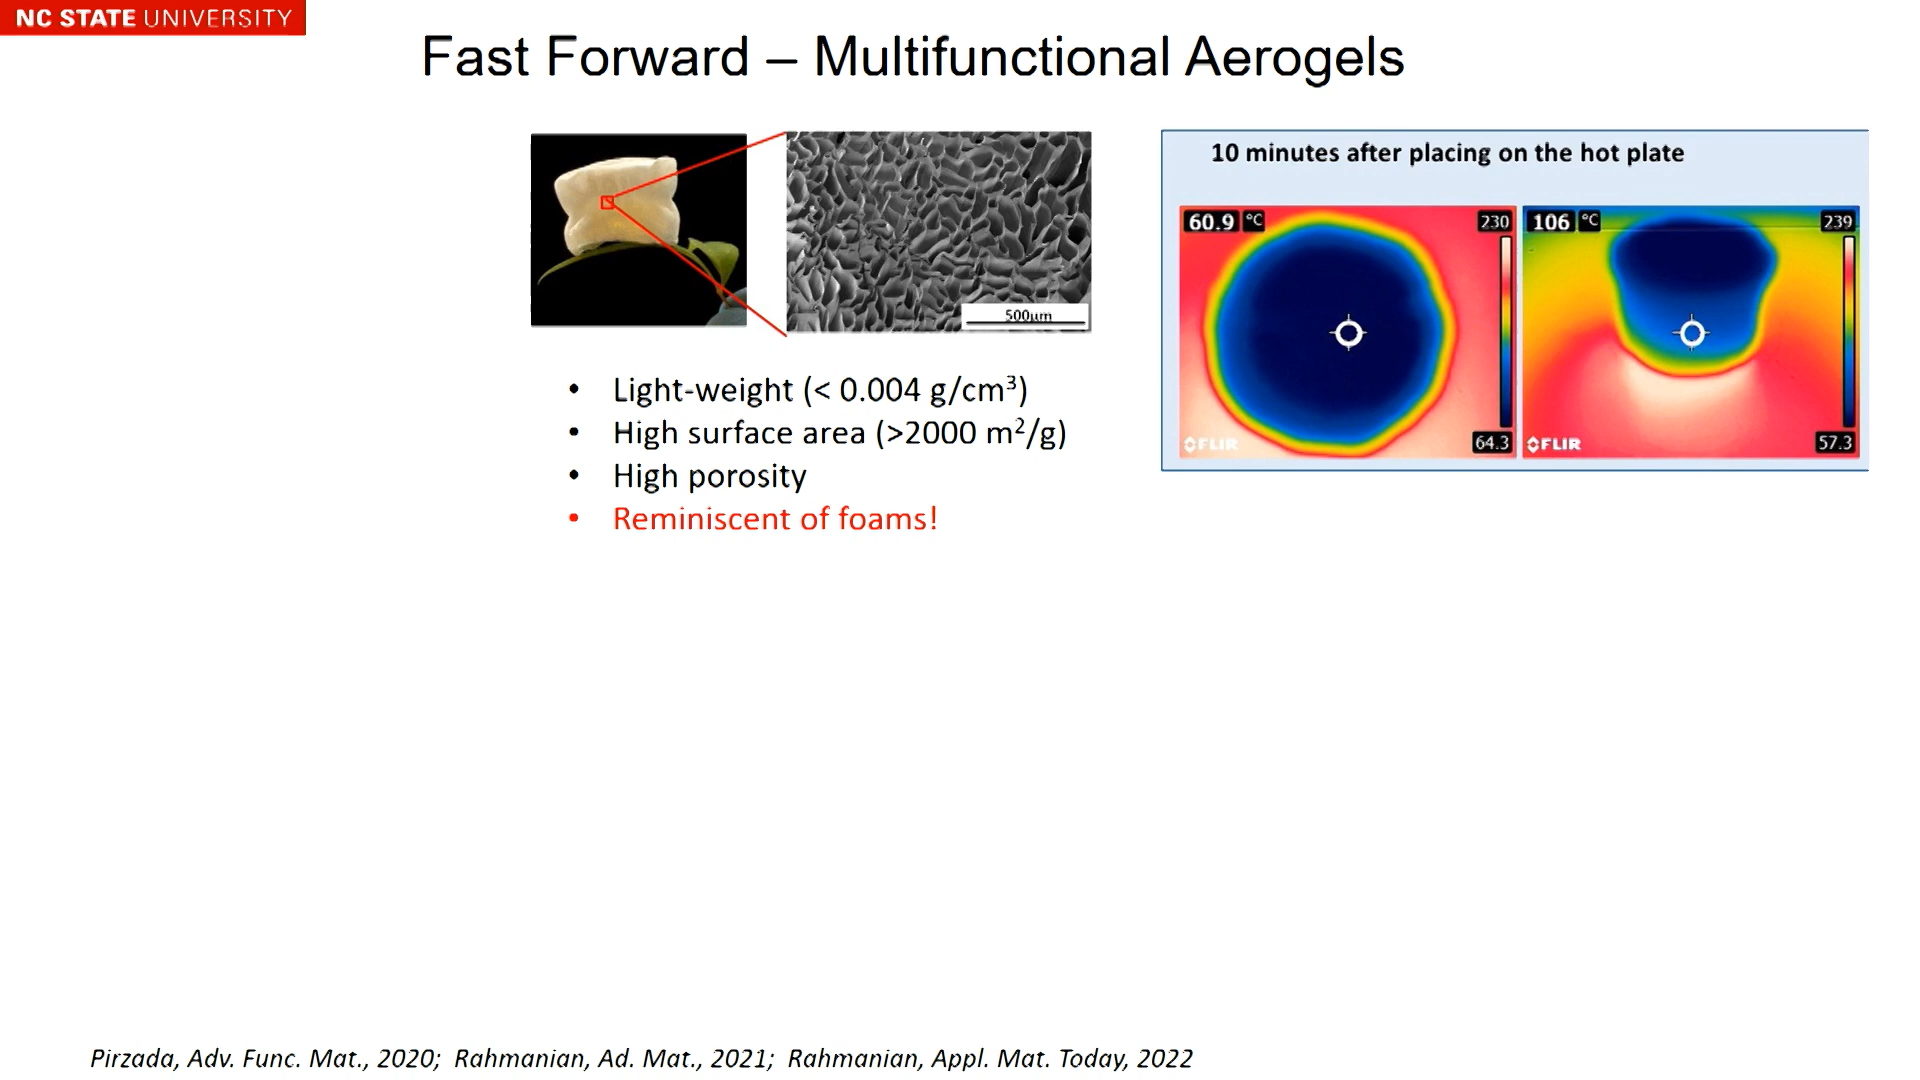 NC STATE UNIVERSITY
Fast Forward – Multifunctional Aerogels
500μm
• Light-weight (< 0.004 g/cm³)
• High surface area (>2000 m²/g)
• High porosity
• Reminiscent of foams!
10 minutes after placing on the hot plate
60.9 °C 230
64.3
FLIR
106 °C 239
57.3
FLIR
Pirzada, Adv. Func. Mat., 2020; Rahmanian, Ad. Mat., 2021; Rahmanian, Appl. Mat. Today, 2022